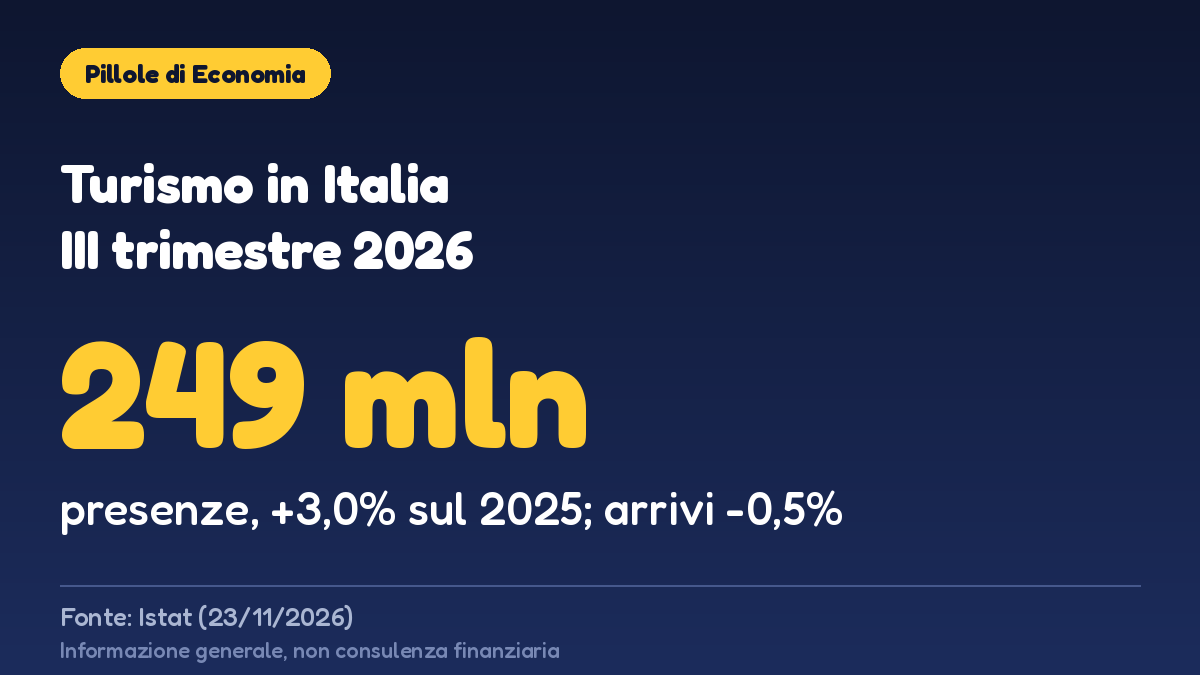 Pillole di Economia
Turismo in Italia
III trimestre 2026
249 mln
presenze, +3,0% sul 2025; arrivi -0,5%
Fonte: Istat (23/11/2026)
Informazione generale, non consulenza finanziaria